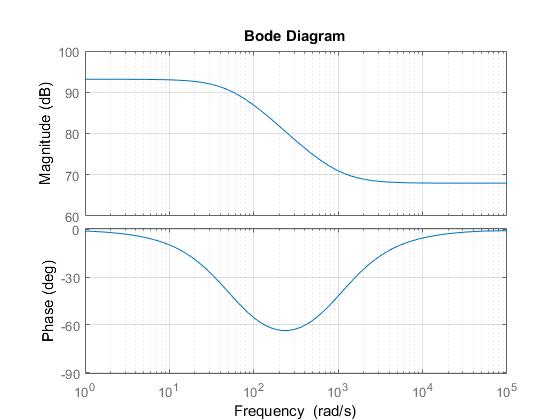 Bode Diagram
100
90
80
70
60
Magnitude (dB)
0
-30
-60
-90
Phase (deg)
10^0 10^1 10^2 10^3 10^4 10^5
Frequency (rad/s)